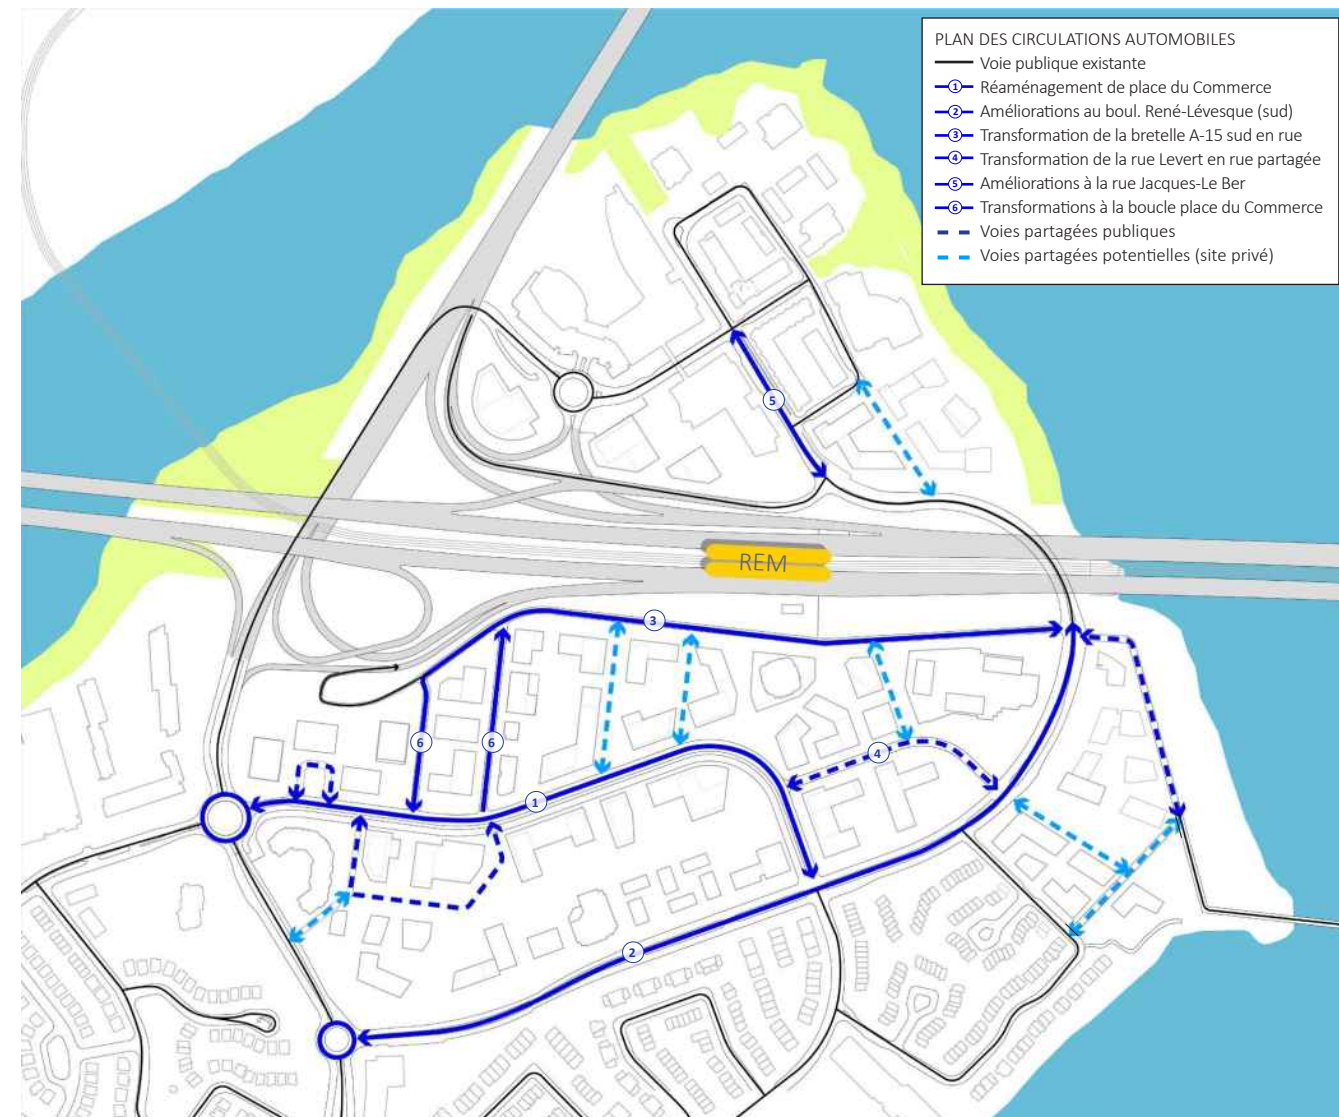 PLAN DES CIRCULATIONS AUTOMOBILES
Voie publique existante
1 Réaménagement de place du Commerce
2 Améliorations au boul. René-Lévesque (sud)
3 Transformation de la bretelle A-15 sud en rue
4 Transformation de la rue Levert en rue partagée
5 Améliorations à la rue Jacques-Le Ber
6 Transformations à la boucle place du Commerce
Voies partagées publiques
Voies partagées potentielles (site privé)
5
REM
3
6
6
4
1
2